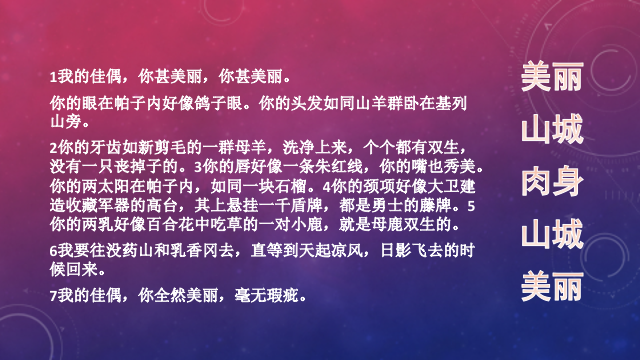 1我的佳偶，你甚美丽，你甚美丽。
你的眼在帕子内好像鸽子眼。你的头发如同山羊群卧在基列
山旁。
2你的牙齿如新剪毛的一群母羊，洗净上来，个个都有双生，
没有一只丧掉子的。3你的唇好像一条朱红线，你的嘴也秀美。
你的两太阳在帕子内，如同一块石榴。4你的颈项好像大卫建
造收藏军器的高台，其上悬挂一千盾牌，都是勇士的藤牌。5
你的两乳好像百合花中吃草的一对小鹿，就是母鹿双生的。
6我要往没药山和乳香冈去，直等到天起凉风，日影飞去的时
候回来。
7我的佳偶，你全然美丽，毫无瑕疵。
美丽
山城
肉身
山城
美丽